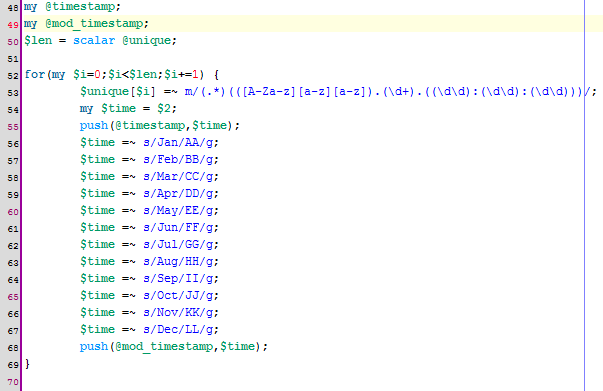 48 my @timestamp;
49 my @mod_timestamp;
50 $len = scalar @unique;
51
52 for(my $i=0;$i<$len;$i+=1) {
53 $unique[$i] =~ m/(.*)(([A-Za-z][a-z][a-z]).(\d+).((\d\d):(\d\d):(\d\d)))/;
54 my $time = $2;
55 push(@timestamp,$time);
56 $time =~ s/Jan/AA/g;
57 $time =~ s/Feb/BB/g;
58 $time =~ s/Mar/CC/g;
59 $time =~ s/Apr/DD/g;
60 $time =~ s/May/EE/g;
61 $time =~ s/Jun/FF/g;
62 $time =~ s/Jul/GG/g;
63 $time =~ s/Aug/HH/g;
64 $time =~ s/Sep/II/g;
65 $time =~ s/Oct/JJ/g;
66 $time =~ s/Nov/KK/g;
67 $time =~ s/Dec/LL/g;
68 push(@mod_timestamp,$time);
69 }
70